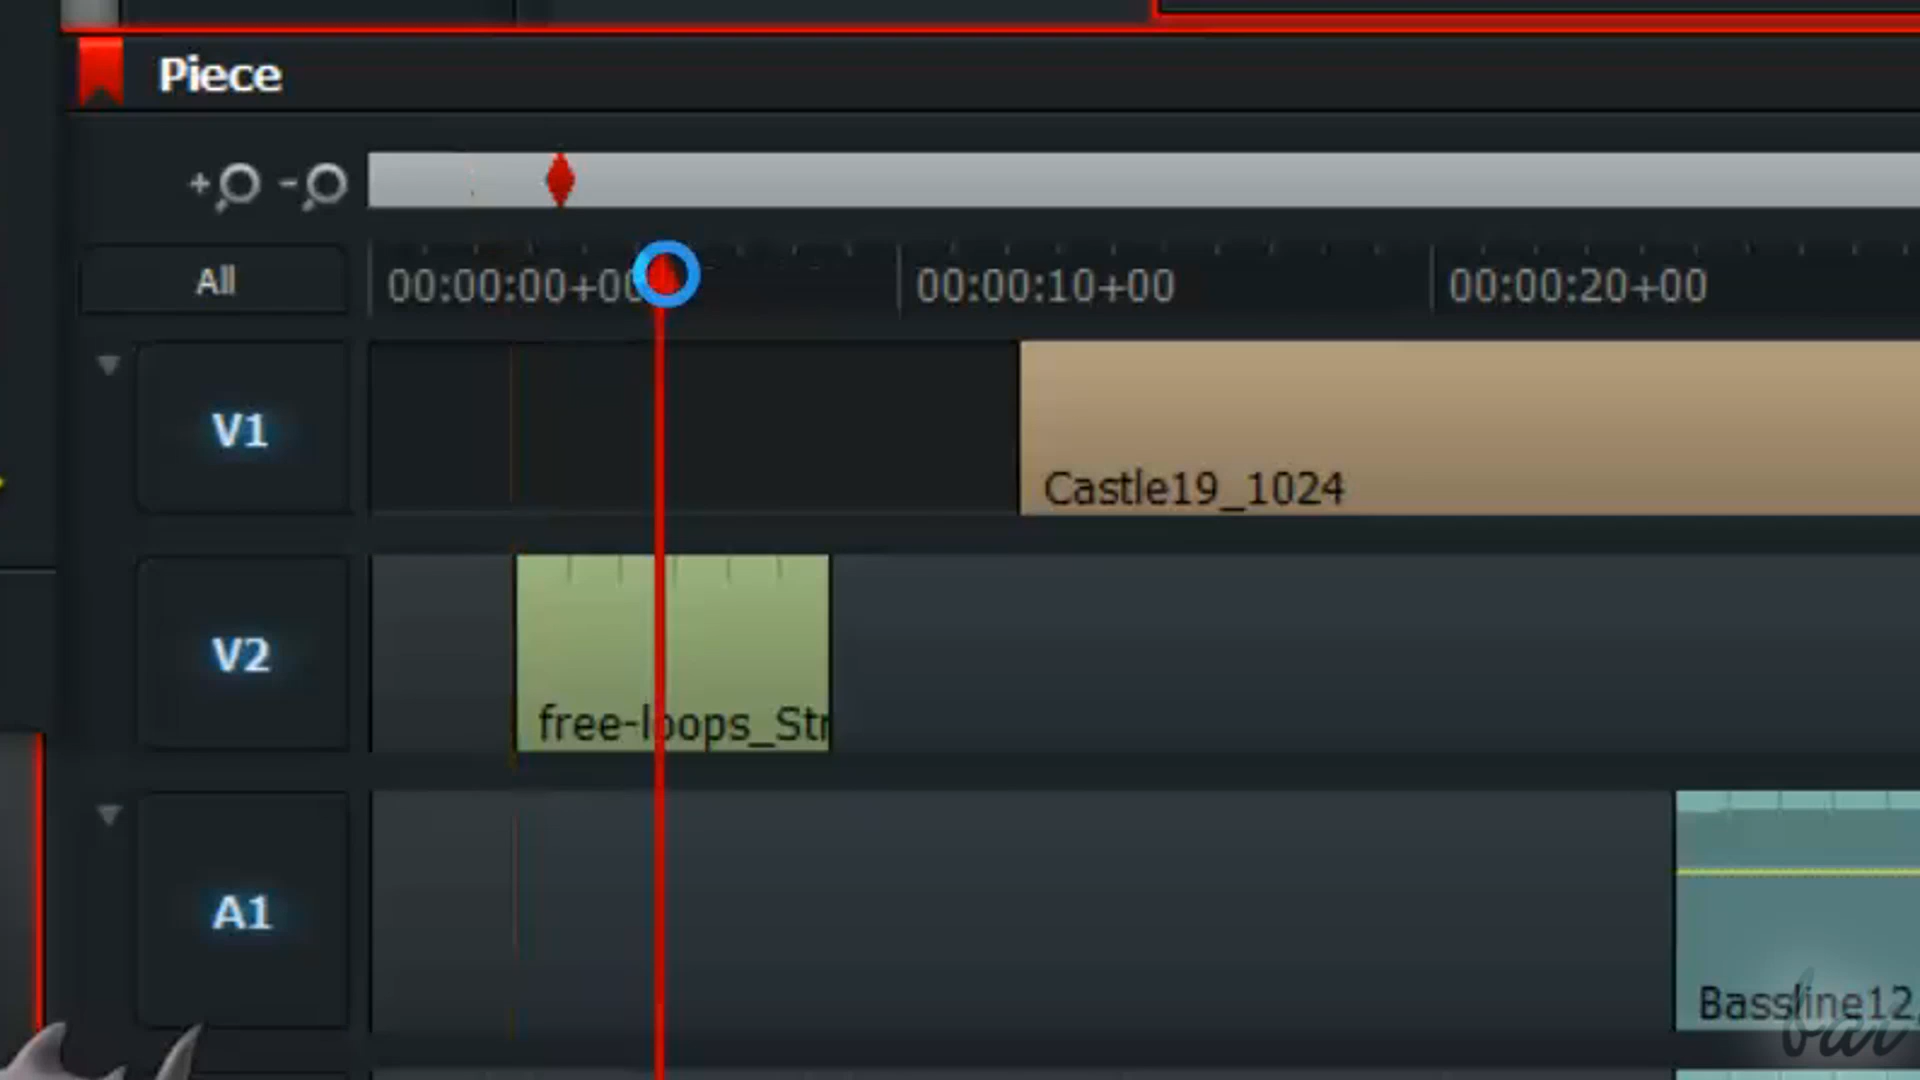 Piece
+ -
All
00:00:00+00
00:00:10+00
00:00:20+00
V1
Castle19_1024
V2
free-loops_Str
A1
Bassline12